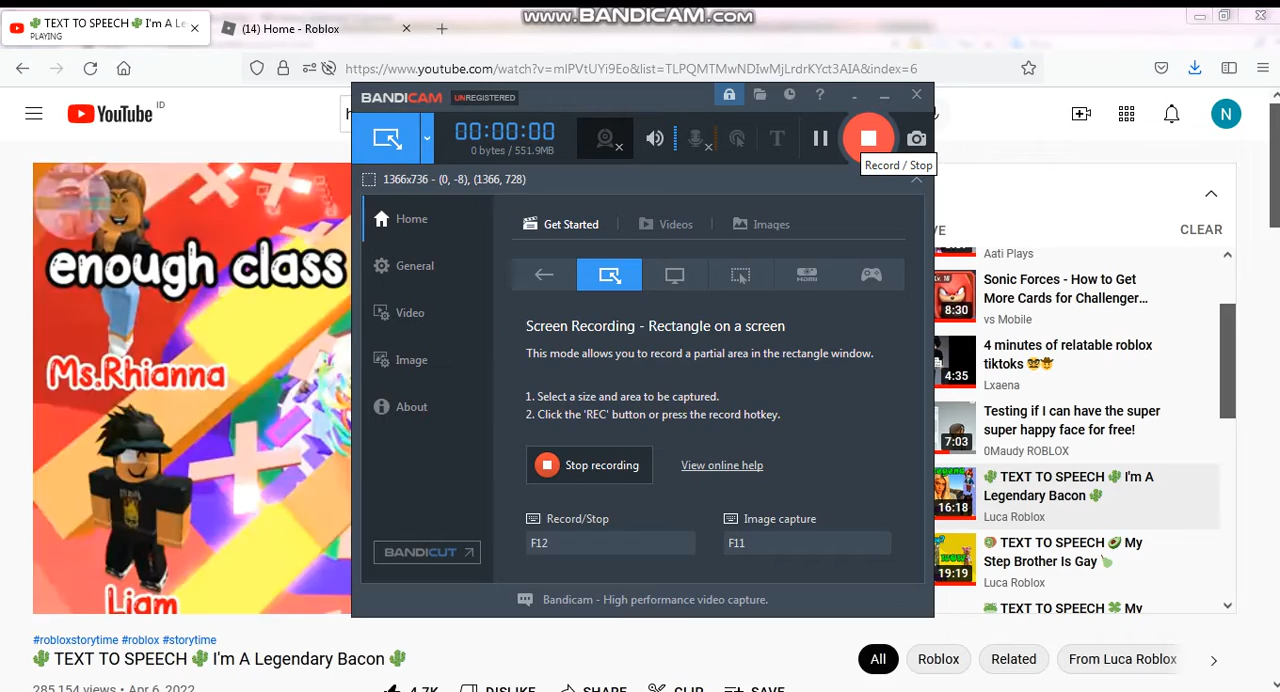 www.BANDICAM.com
TEXT TO SPEECH I'm A Le
PLAYING
(14) Home - Roblox
https://www.youtube.com/watch?v=mlPVtUYi9Eo&list=TLPQMTMwNDIwMjLrdrKYct3AIA&index=6
YouTube ID
N
BANDICAM UNREGISTERED
00:00:00
0 bytes / 551.9MB
Record / Stop
1366x736 - (0, -8), (1366, 728)
Home
General
Video
Image
About
BANDICUT
Get Started
Videos
Images
HDMI
Screen Recording - Rectangle on a screen
This mode allows you to record a partial area in the rectangle window.
1. Select a size and area to be captured.
2. Click the 'REC' button or press the record hotkey.
Stop recording
View online help
Record/Stop
Image capture
F12
F11
Bandicam - High performance video capture.
enough class
Ms.Rhianna
Liam
CLEAR
Aati Plays
Sonic Forces - How to Get
More Cards for Challenger...
vs Mobile
8:30
4 minutes of relatable roblox
tiktoks
Lxaena
4:35
Testing if I can have the super
super happy face for free!
0Maudy ROBLOX
7:03
TEXT TO SPEECH I'm A
Legendary Bacon
Luca Roblox
16:18
TEXT TO SPEECH My
Step Brother Is Gay
Luca Roblox
19:19
TEXT TO SPEECH My
#robloxstorytime #roblox #storytime
TEXT TO SPEECH I'm A Legendary Bacon
285,154 views • Apr 6, 2022
4.7K
DISLIKE
SHARE
CLIP
SAVE
All
Roblox
Related
From Luca Roblox